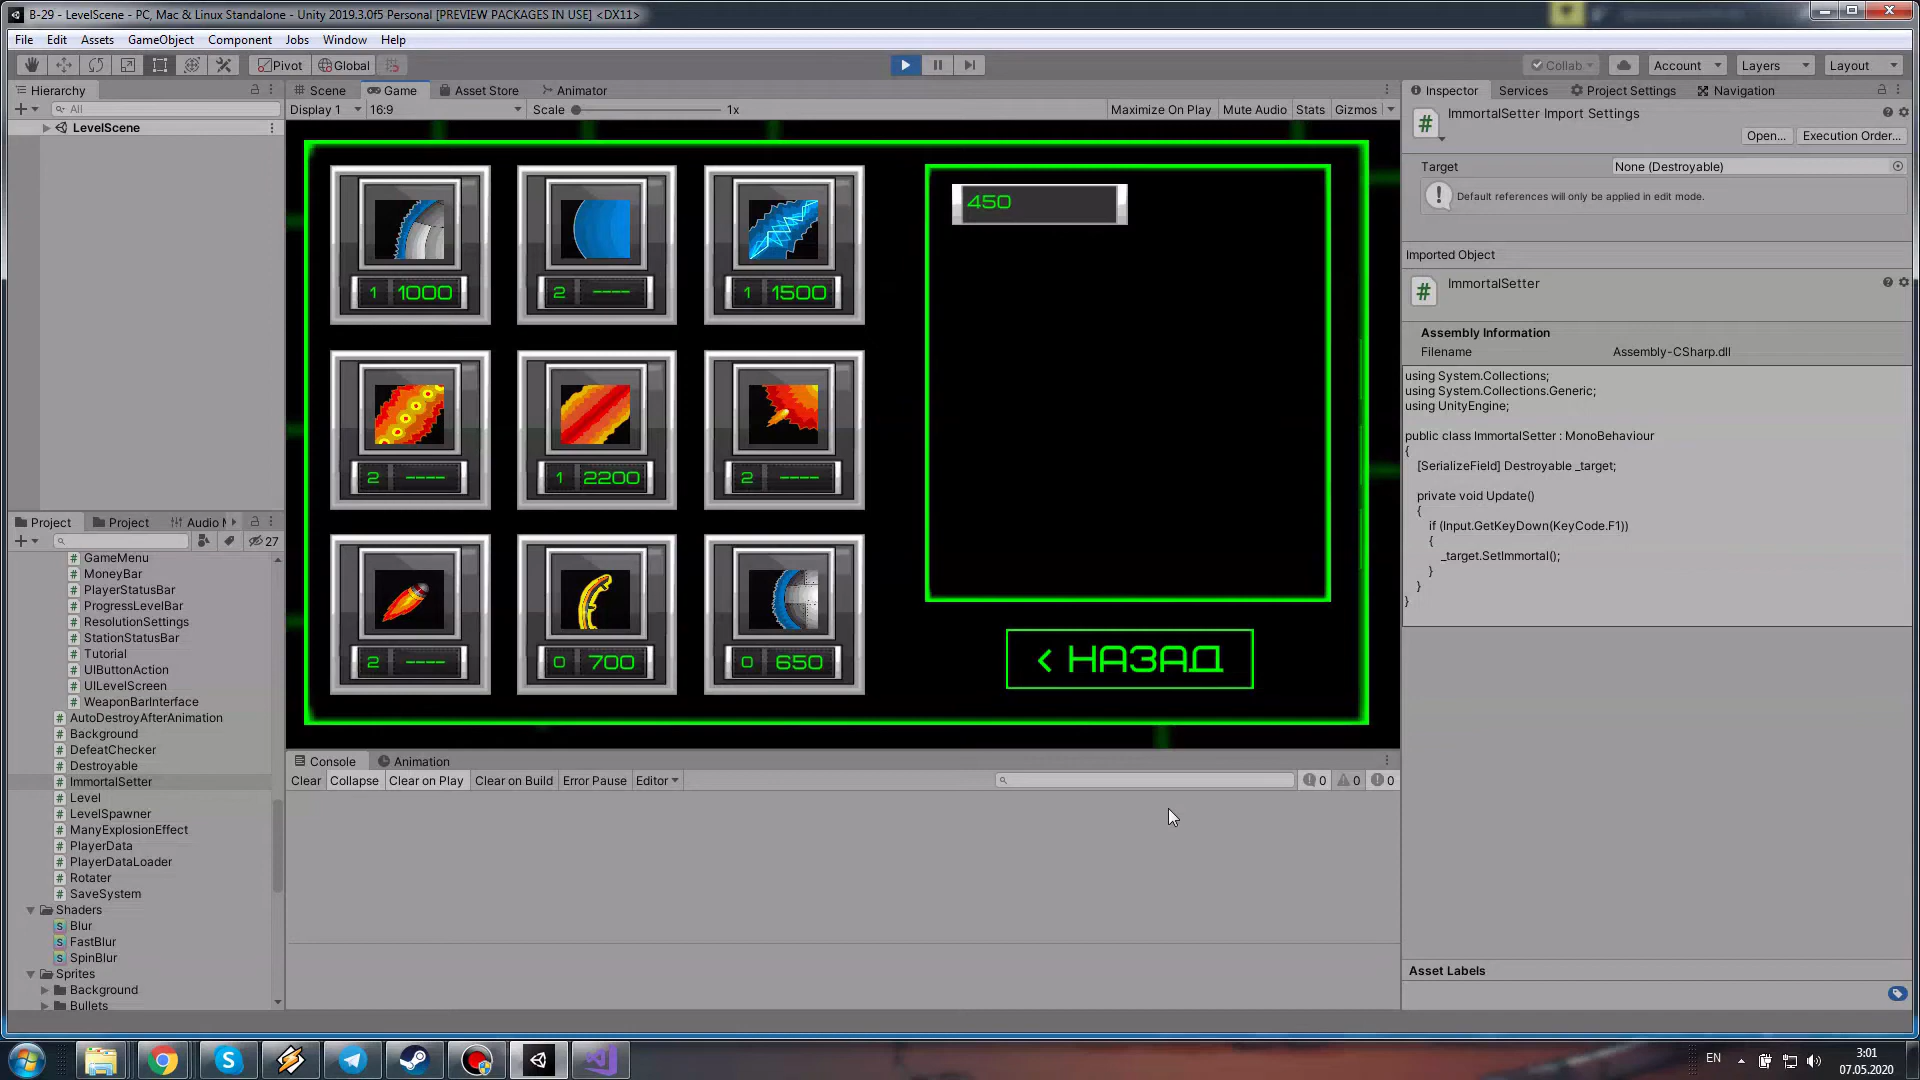 B-29 - LevelScene - PC, Mac & Linux Standalone - Unity 2019.3.0f5 Personal [PREVIEW PACKAGES IN USE] <DX11>
File Edit Assets GameObject Component Jobs Window Help
Pivot Global Collab Account Layers Layout
Hierarchy
All
LevelScene
Scene Game Asset Store Animator
Display 1 16:9 Scale 1x Maximize On Play Mute Audio Stats Gizmos
1 1000
2 ----
1 1500
2 ----
1 2200
2 ----
2 ----
0 700
0 650
450
< НАЗАД
Project Project Audio M
27
GameMenu
MoneyBar
PlayerStatusBar
ProgressLevelBar
ResolutionSettings
StationStatusBar
Tutorial
UIButtonAction
UILevelScreen
WeaponBarInterface
AutoDestroyAfterAnimation
Background
DefeatChecker
Destroyable
ImmortalSetter
Level
LevelSpawner
ManyExplosionEffect
PlayerData
PlayerDataLoader
Rotater
SaveSystem
Shaders
Blur
FastBlur
SpinBlur
Sprites
Background
Bullets
Console Animation
Clear Collapse Clear on Play Clear on Build Error Pause Editor 0 0 0
Inspector Services Project Settings Navigation
ImmortalSetter Import Settings
Open... Execution Order...
Target None (Destroyable)
Default references will only be applied in edit mode.
Imported Object
ImmortalSetter
Assembly Information
Filename Assembly-CSharp.dll
using System.Collections;
using System.Collections.Generic;
using UnityEngine;
public class ImmortalSetter : MonoBehaviour
{
[SerializeField] Destroyable _target;
private void Update()
{
if (Input.GetKeyDown(KeyCode.F1))
{
_target.SetImmortal();
}
}
}
Asset Labels
EN
3:01
07.05.2020